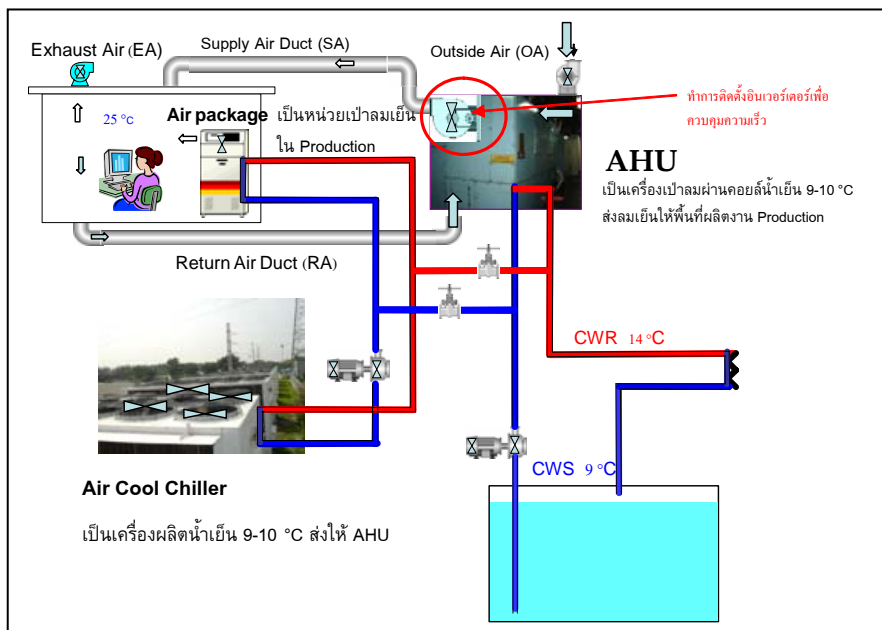 Exhaust Air (EA)
Supply Air Duct (SA)
Outside Air (OA)
25 °C
Air package เป็นหน่วยเป่าลมเย็น
ใน Production
ทำการติดตั้งอินเวอร์เตอร์เพื่อ
ควบคุมความเร็ว
AHU
เป็นเครื่องเป่าลมผ่านคอยล์น้ำเย็น 9-10 °C
ส่งลมเย็นให้พื้นที่ผลิตงาน Production
Return Air Duct (RA)
CWR 14 °C
CWS 9 °C
Air Cool Chiller
เป็นเครื่องผลิตน้ำเย็น 9-10 °C ส่งให้ AHU